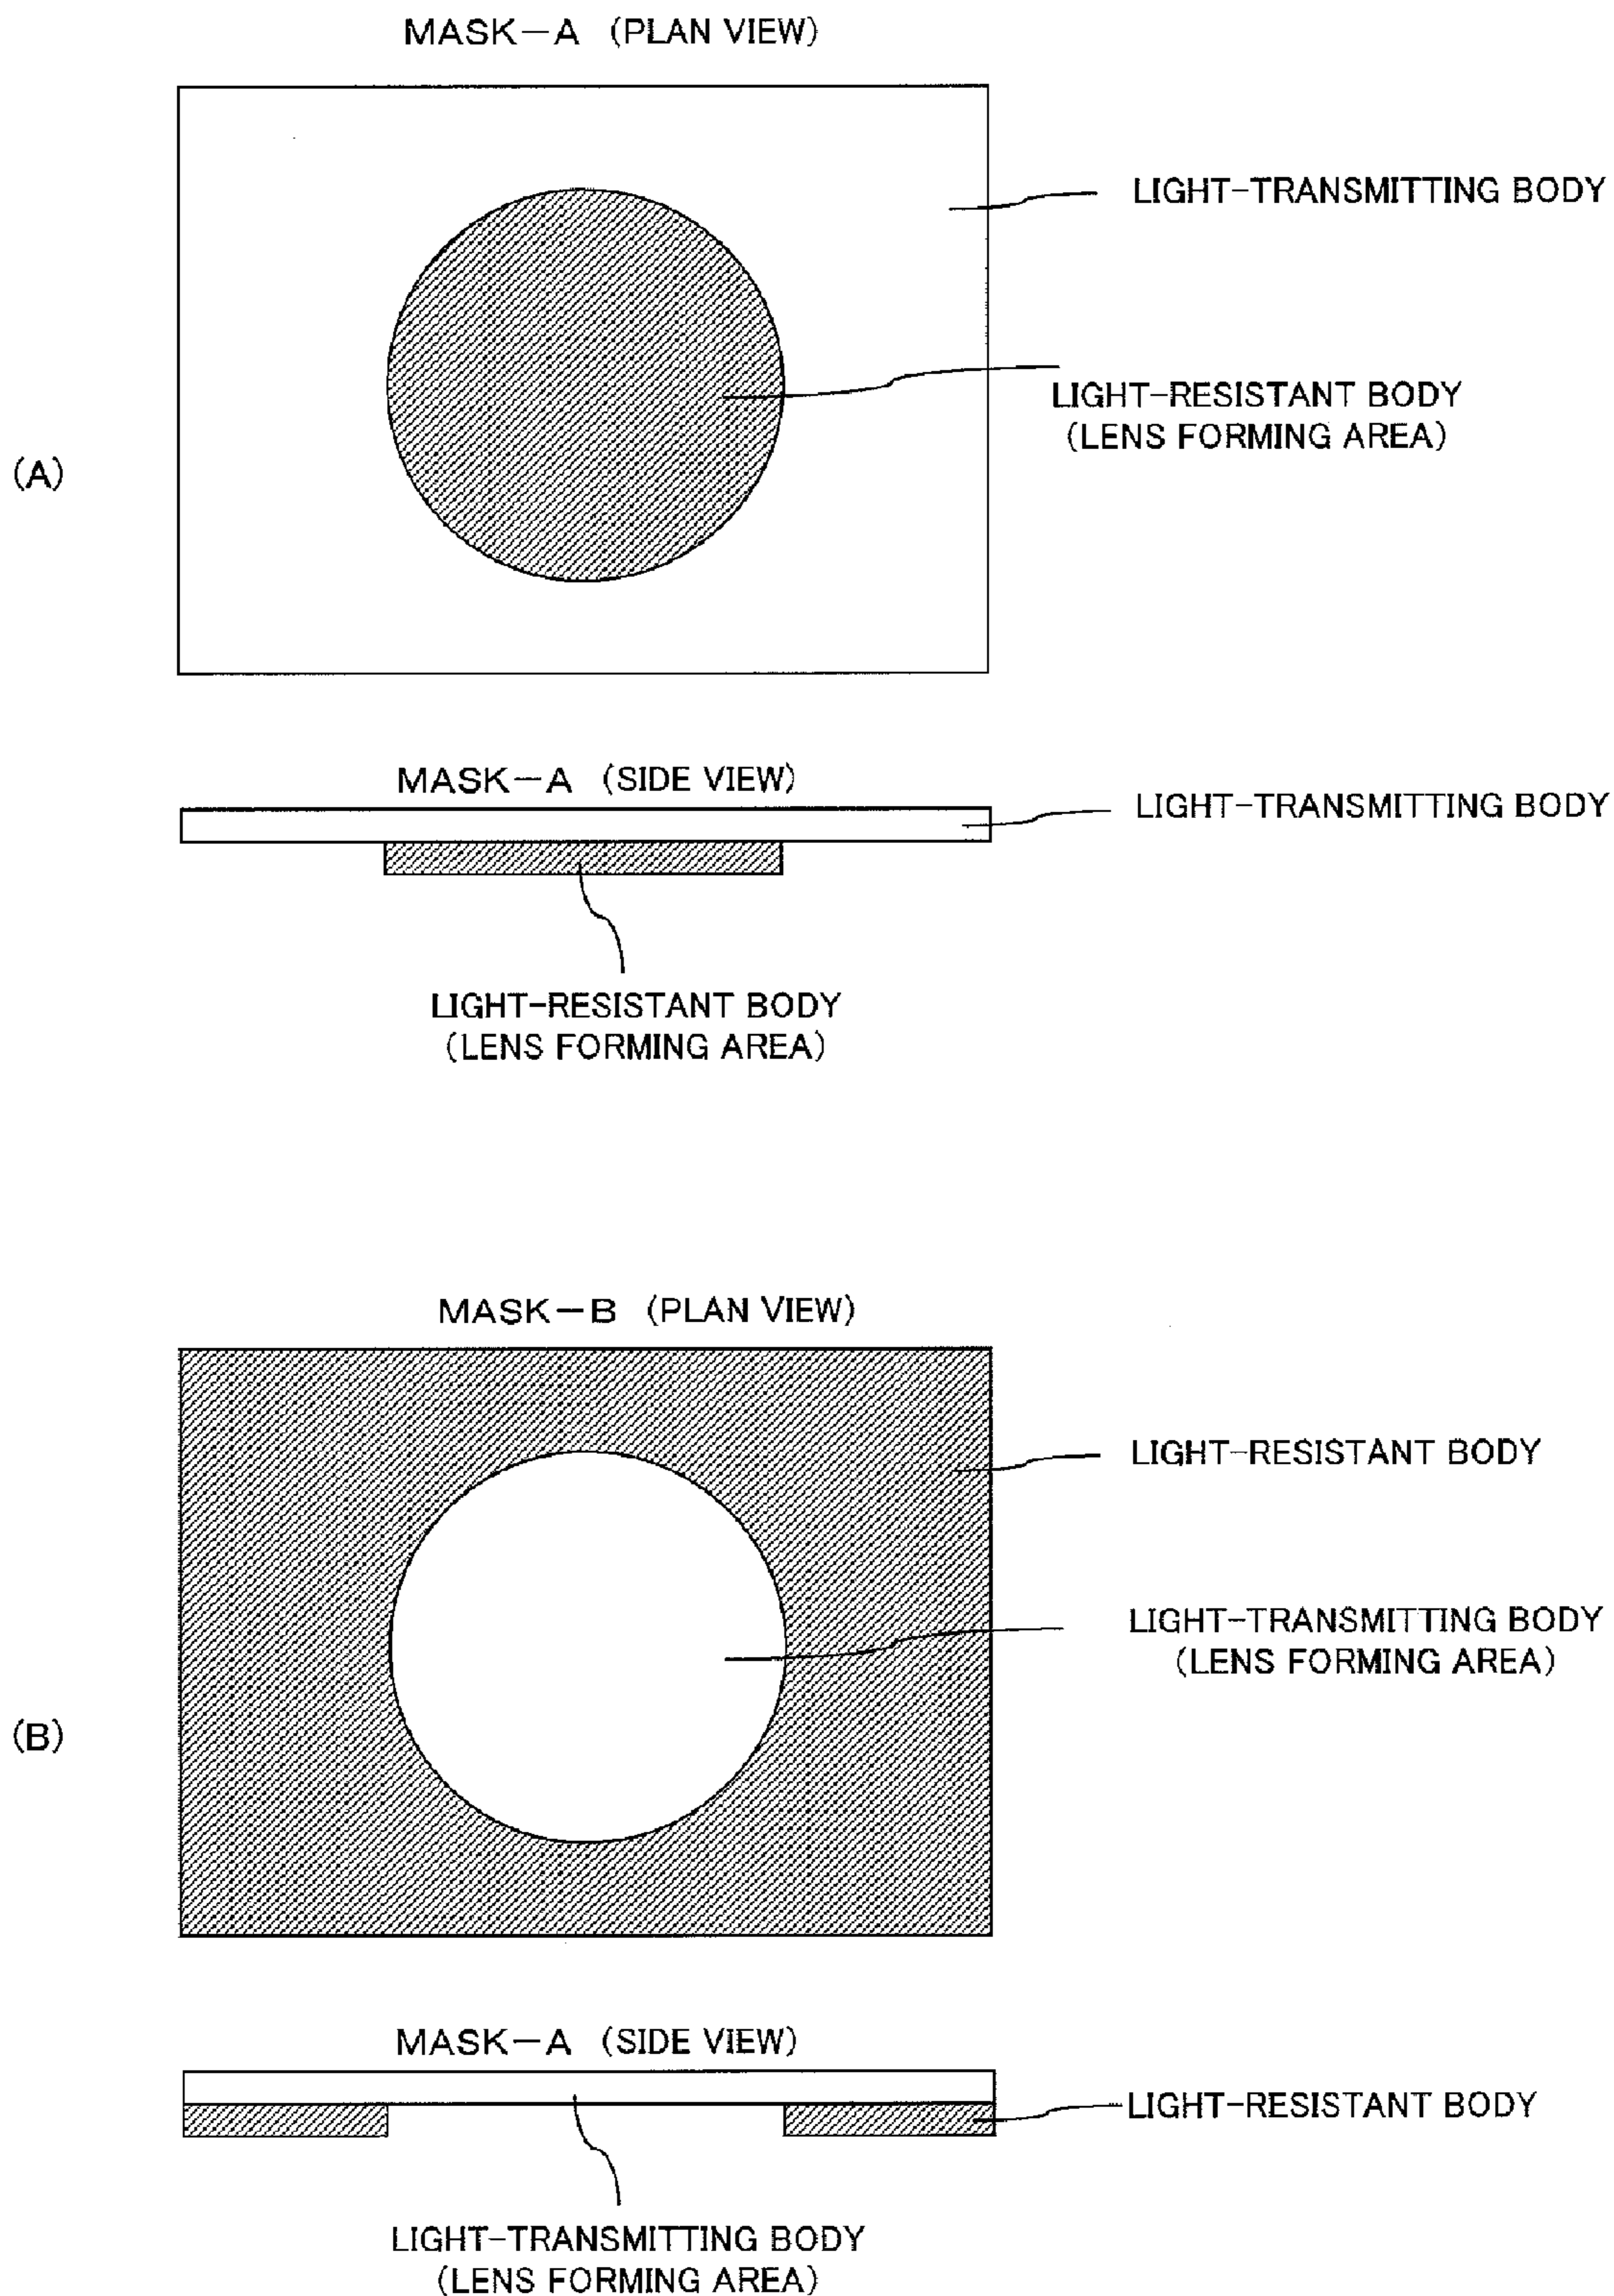 MASK－A (PLAN VIEW)
LIGHT-TRANSMITTING BODY
LIGHT-RESISTANT BODY
(LENS FORMING AREA)
(A)
MASK－A (SIDE VIEW)
LIGHT-TRANSMITTING BODY
LIGHT-RESISTANT BODY
(LENS FORMING AREA)
MASK－B (PLAN VIEW)
LIGHT-RESISTANT BODY
LIGHT-TRANSMITTING BODY
(LENS FORMING AREA)
(B)
MASK－A (SIDE VIEW)
LIGHT-RESISTANT BODY
LIGHT-TRANSMITTING BODY
(LENS FORMING AREA)